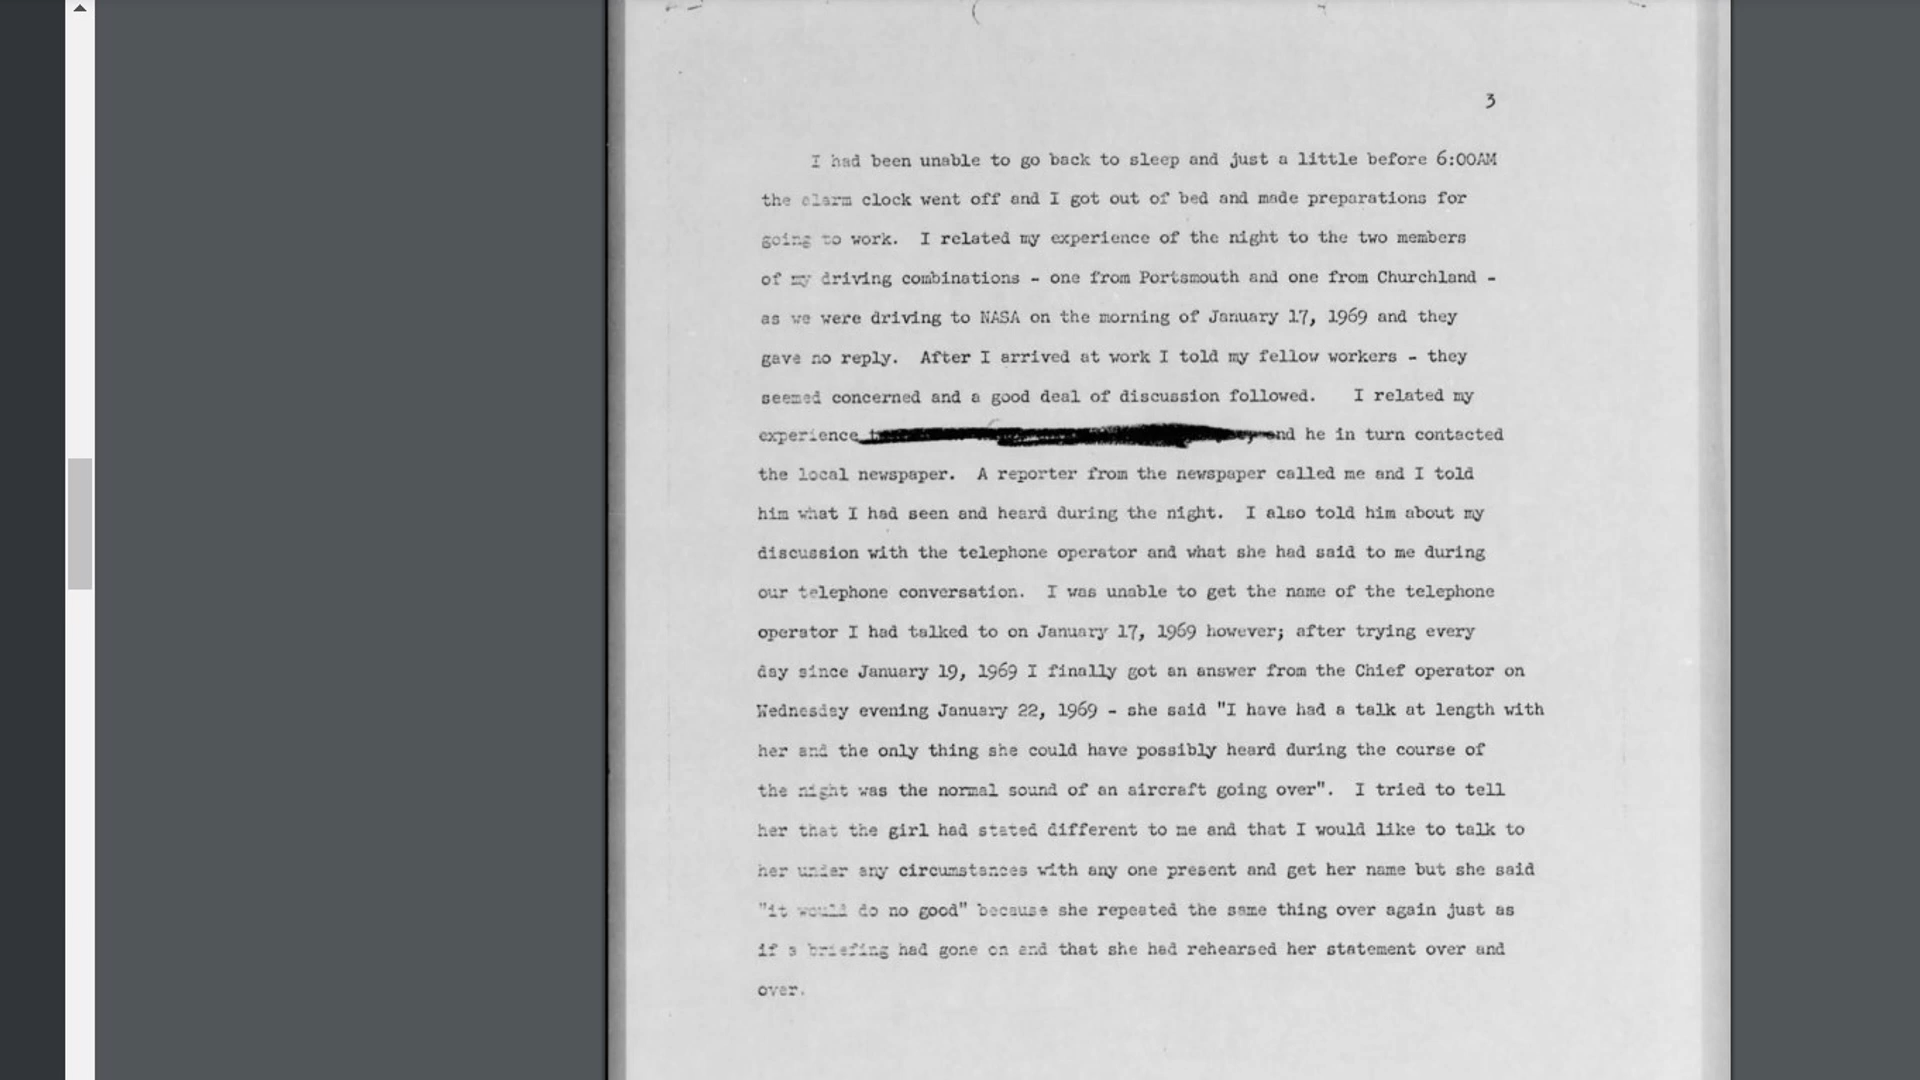 3
I had been unable to go back to sleep and just a little before 6:00AM
the alarm clock went off and I got out of bed and made preparations for
going to work. I related my experience of the night to the two members
of my driving combinations - one from Portsmouth and one from Churchland -
as we were driving to NASA on the morning of January 17, 1969 and they
gave no reply. After I arrived at work I told my fellow workers - they
seemed concerned and a good deal of discussion followed. I related my
experience and he in turn contacted
the local newspaper. A reporter from the newspaper called me and I told
him what I had seen and heard during the night. I also told him about my
discussion with the telephone operator and what she had said to me during
our telephone conversation. I was unable to get the name of the telephone
operator I had talked to on January 17, 1969 however; after trying every
day since January 19, 1969 I finally got an answer from the Chief operator on
Wednesday evening January 22, 1969 - she said "I have had a talk at length with
her and the only thing she could have possibly heard during the course of
the night was the normal sound of an aircraft going over". I tried to tell
her that the girl had stated different to me and that I would like to talk to
her under any circumstances with any one present and get her name but she said
"it would do no good" because she repeated the same thing over again just as
if a briefing had gone on and that she had rehearsed her statement over and
over.